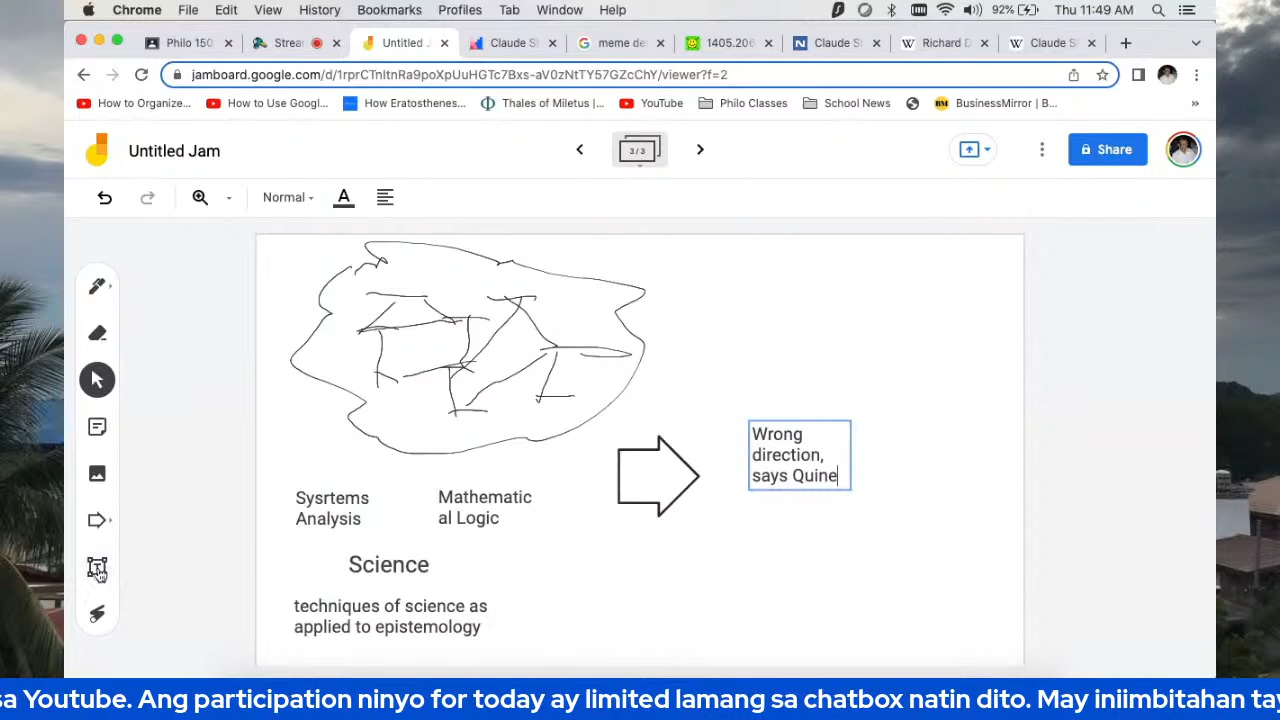 Chrome File Edit View History Bookmarks Profiles Tab Window Help 92% Thu 11:49 AM
Philo 150 Strea Untitled J Claude S meme de 1405.206 Claude S Richard D Claude S
jamboard.google.com/d/1rprCTnItnRa9poXpUuHGTc7Bxs-aV0zNtTY57GZcChY/viewer?f=2
How to Organize... How to Use Googl... How Eratosthenes... Thales of Miletus |... YouTube Philo Classes School News BM BusinessMirror | B... »
Untitled Jam 3 / 3 Share
Normal A
Wrong
direction,
says Quine
Sysrtems
Analysis
Mathematic
al Logic
Science
techniques of science as
applied to epistemology
sa Youtube. Ang participation ninyo for today ay limited lamang sa chatbox natin dito. May iniimbitahan tay